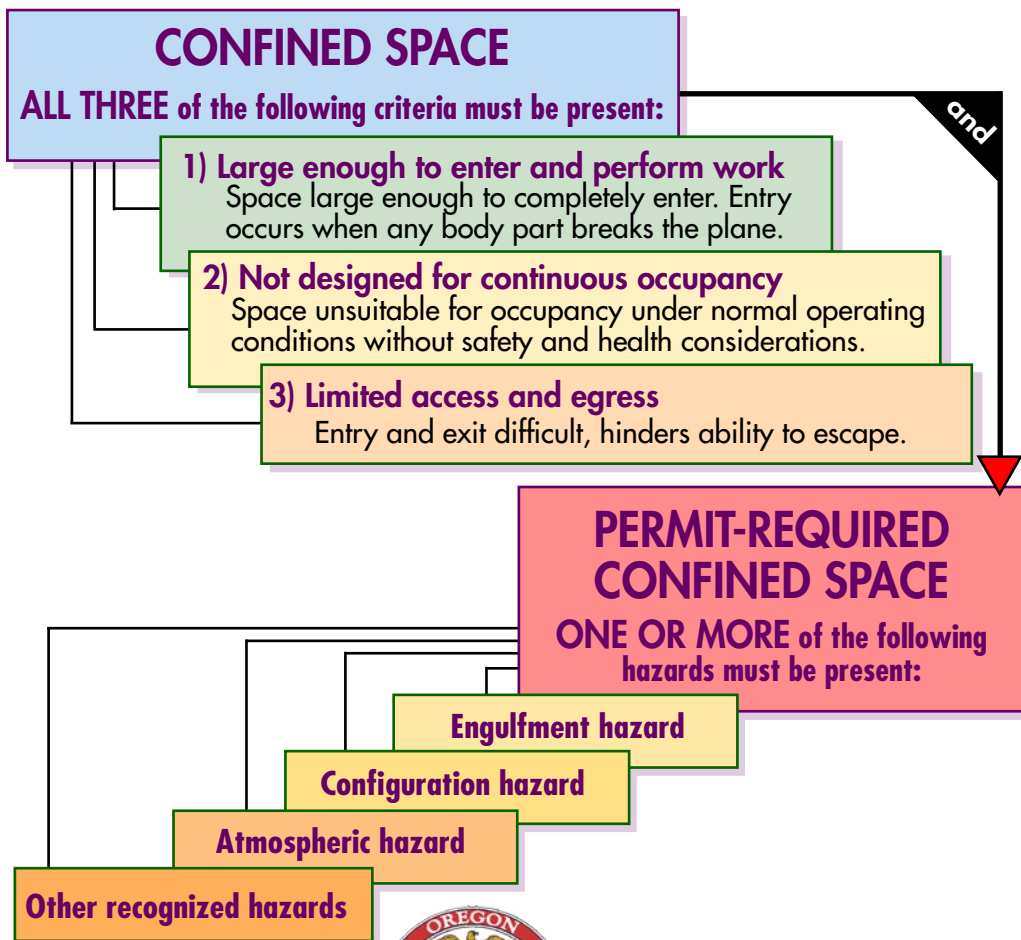 CONFINED SPACE
ALL THREE of the following criteria must be present:
and
1) Large enough to enter and perform work
Space large enough to completely enter. Entry
occurs when any body part breaks the plane.
2) Not designed for continuous occupancy
Space unsuitable for occupancy under normal operating
conditions without safety and health considerations.
3) Limited access and egress
Entry and exit difficult, hinders ability to escape.
PERMIT-REQUIRED
CONFINED SPACE
ONE OR MORE of the following
hazards must be present:
Engulfment hazard
Configuration hazard
Atmospheric hazard
Other recognized hazards
OREGON